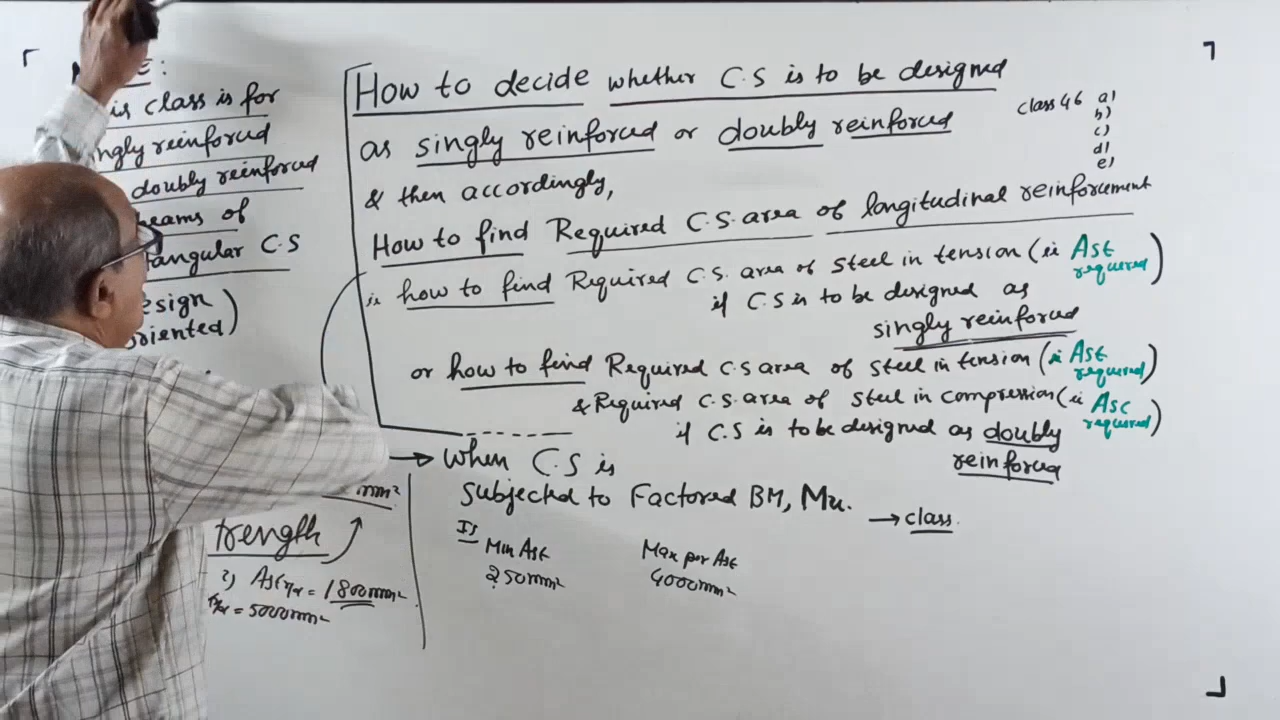 is class is for
ngly reinforced
doubly reinforced
beams of
tangular C.S
esign
oriented)
mm²
trength
2) Ast = 1800mm²
= 5000mm²
How to decide whether C.S is to be designed
as singly reinforced or doubly reinforced
& then accordingly,
How to find Required C.S. area of longitudinal reinforcement
ie how to find Required C.S. area of steel in tension (ie Ast required)
if C.S is to be designed as
singly reinforced
or how to find Required C.S area of steel in tension (ie Ast required)
& Required C.S. area of steel in compression (ie Asc required)
if C.S is to be designed as doubly
reinforced
class 46 a)
b)
c)
d)
e)
When C.S is
subjected to Factored BM, Mu.
→ class.
IS
Min Ast
250mm²
Max per Ast
4000mm²